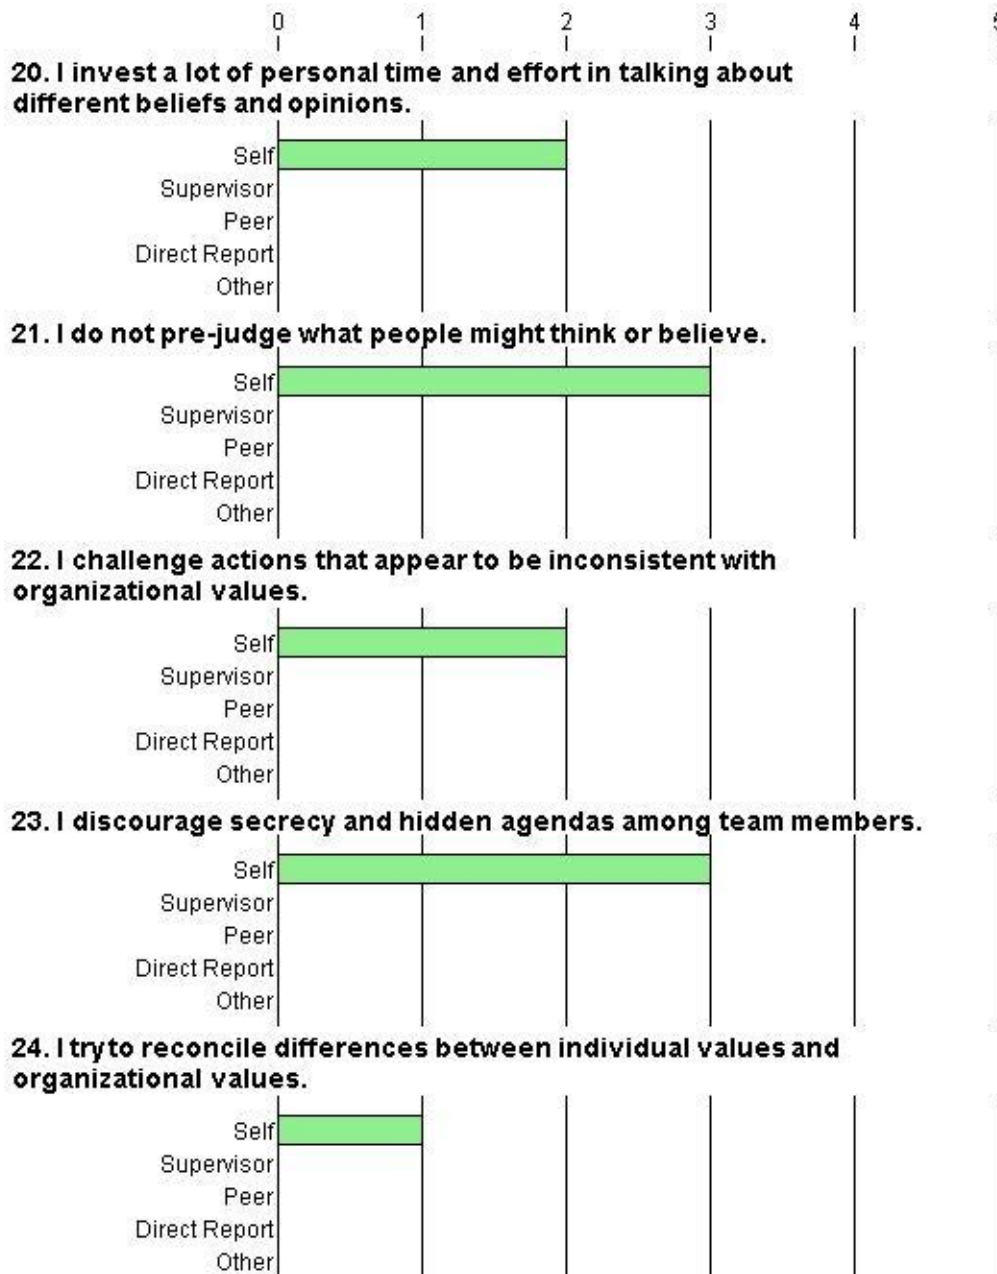 0 1 2 3 4 5
20. I invest a lot of personal time and effort in talking about
different beliefs and opinions.
Self
Supervisor
Peer
Direct Report
Other
21. I do not pre-judge what people might think or believe.
Self
Supervisor
Peer
Direct Report
Other
22. I challenge actions that appear to be inconsistent with
organizational values.
Self
Supervisor
Peer
Direct Report
Other
23. I discourage secrecy and hidden agendas among team members.
Self
Supervisor
Peer
Direct Report
Other
24. I try to reconcile differences between individual values and
organizational values.
Self
Supervisor
Peer
Direct Report
Other